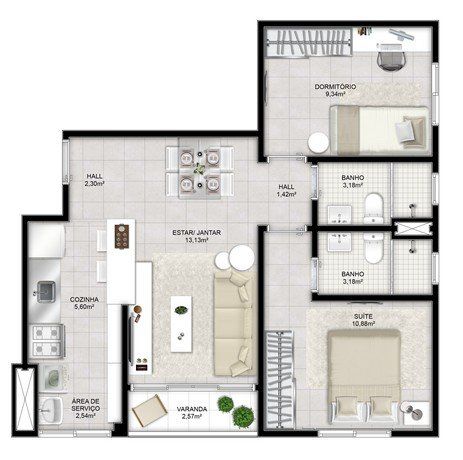 DORMITÓRIO
9,34m²
HALL
2,30m²
HALL
1,42m²
BANHO
3,18m²
ESTAR/ JANTAR
13,13m²
BANHO
3,18m²
COZINHA
5,60m²
SUÍTE
10,88m²
ÁREA DE
SERVIÇO
2,54m²
VARANDA
2,57m²